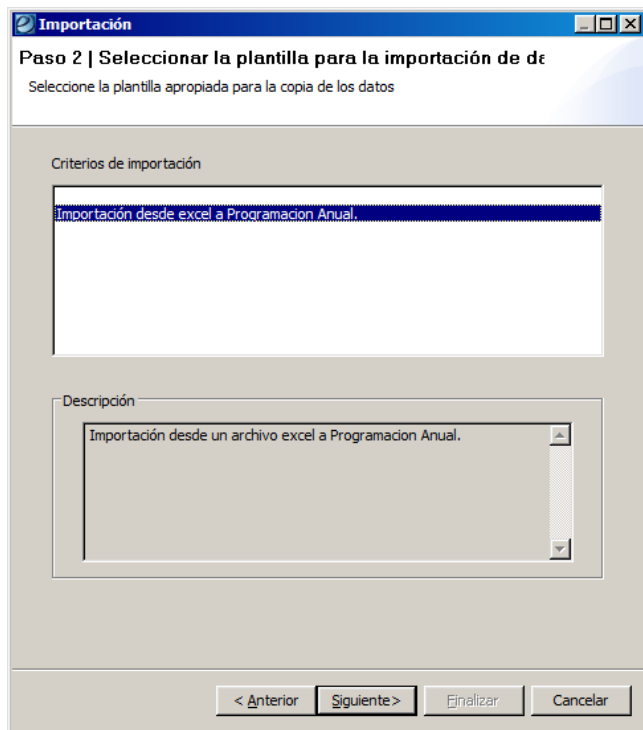 Importación
Paso 2 | Seleccionar la plantilla para la importación de da
Seleccione la plantilla apropiada para la copia de los datos
Criterios de importación
Importación desde excel a Programacion Anual.
Descripción
Importación desde un archivo excel a Programacion Anual.
< Anterior Siguiente> Finalizar Cancelar